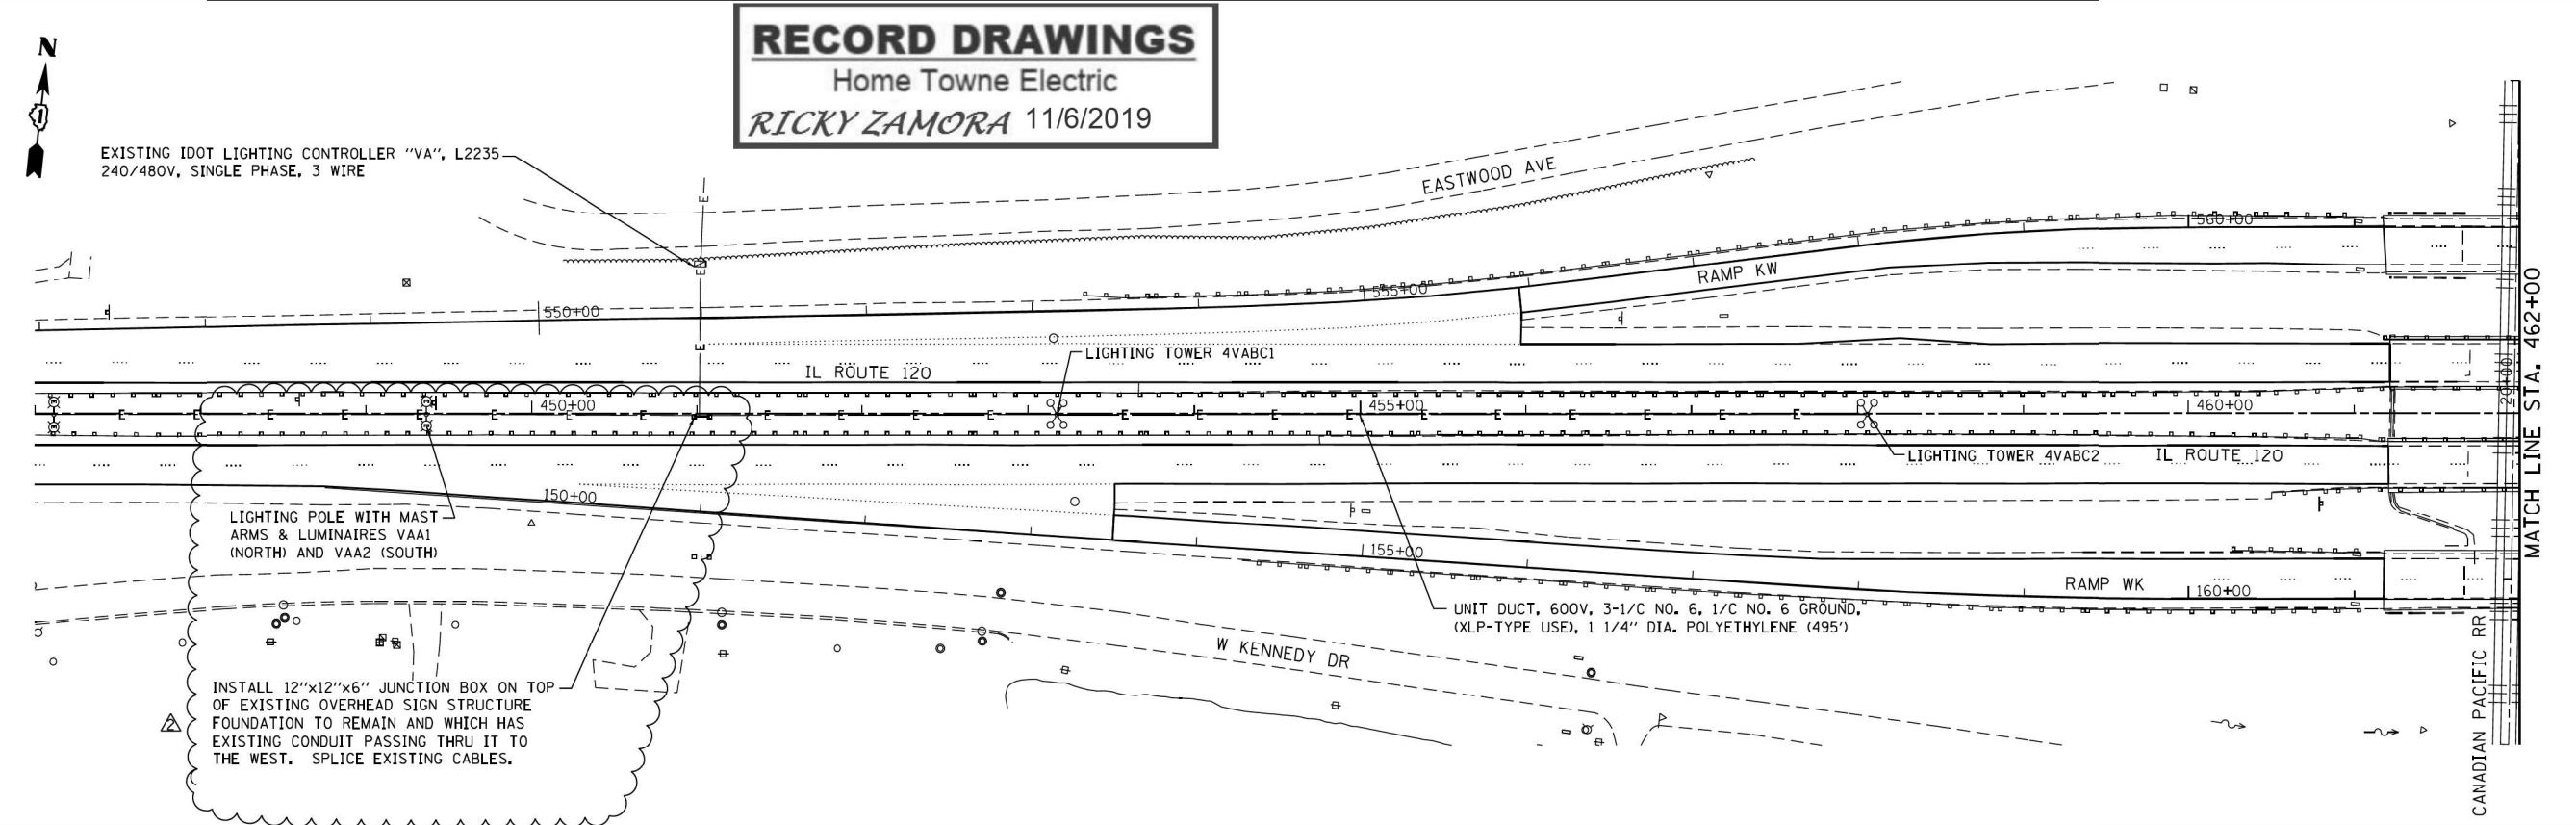 RECORD DRAWINGS
Home Towne Electric
RICKY ZAMORA 11/6/2019
N
1
EXISTING IDOT LIGHTING CONTROLLER "VA", L2235
240/480V, SINGLE PHASE, 3 WIRE
E
EASTWOOD AVE
560+00
E
RAMP KW
555+00
550+00
E
LIGHTING TOWER 4VABC1
IL ROUTE 120
450+00
455+00
460+00
E E E E E E E E E E E E E E E E E E E E E
LIGHTING TOWER 4VABC2
IL ROUTE 120
20+00
MATCH LINE STA. 462+00
150+00
LIGHTING POLE WITH MAST
ARMS & LUMINAIRES VAA1
(NORTH) AND VAA2 (SOUTH)
155+00
RAMP WK
160+00
UNIT DUCT, 600V, 3-1/C NO. 6, 1/C NO. 6 GROUND,
(XLP-TYPE USE), 1 1/4" DIA. POLYETHYLENE (495')
W KENNEDY DR
INSTALL 12"x12"x6" JUNCTION BOX ON TOP
OF EXISTING OVERHEAD SIGN STRUCTURE
FOUNDATION TO REMAIN AND WHICH HAS
EXISTING CONDUIT PASSING THRU IT TO
THE WEST. SPLICE EXISTING CABLES.
2
CANADIAN PACIFIC RR